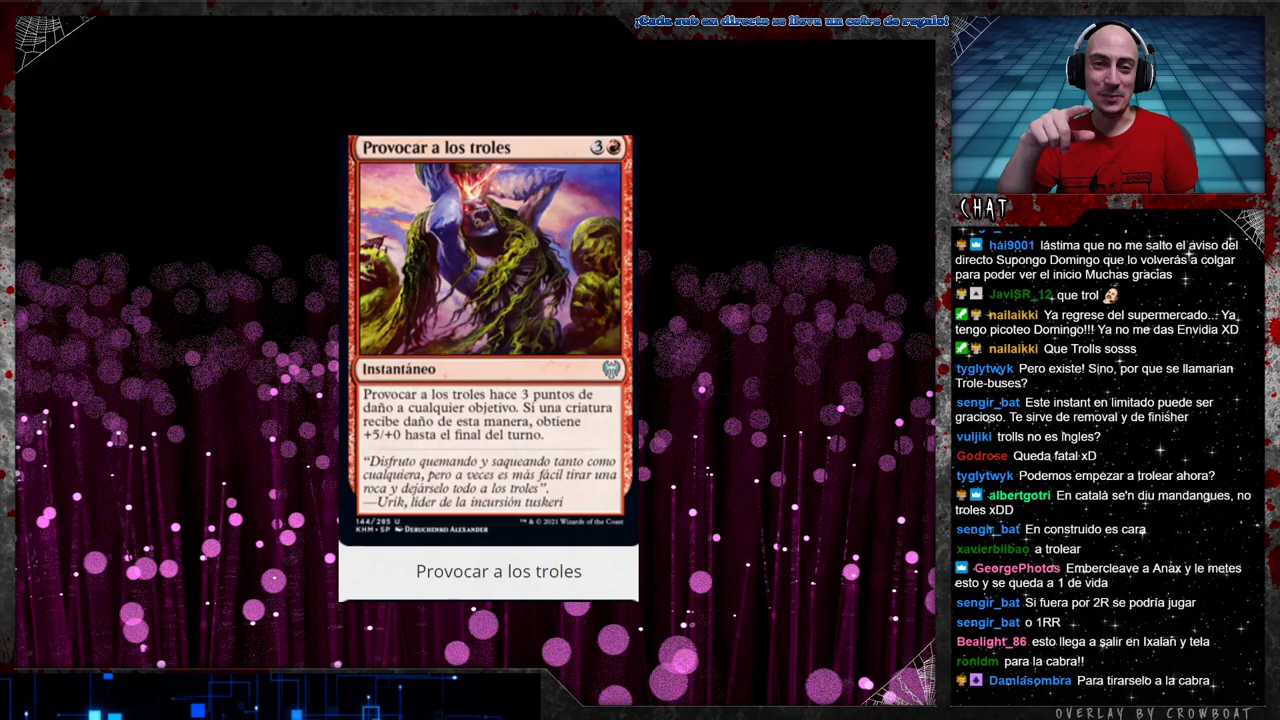 ¡Cada sub en directo se lleva un cofre de regalo!
Provocar a los troles 3
Instantáneo
Provocar a los troles hace 3 puntos de
daño a cualquier objetivo. Si una criatura
recibe daño de esta manera, obtiene
+5/+0 hasta el final del turno.
“Disfruto quemando y saqueando tanto como
cualquiera, pero a veces es más fácil tirar una
roca y dejárselo todo a los troles”.
—Urik, líder de la incursión tuskeri
144/285 U
KHM • SP Deruchenko Alexander
™ & © 2021 Wizards of the Coast
Provocar a los troles
CHAT
hai9001 lástima que no me salto el aviso del
directo Supongo Domingo que lo volverás a colgar
para poder ver el inicio Muchas gracias
JaviSR_12 que trol
nailaikki Ya regrese del supermercado... Ya
tengo picoteo Domingo!!! Ya no me das Envidia XD
nailaikki Que Trolls sosss
tyglytwyk Pero existe! Sino, por que se llamarian
Trole-buses?
sengir_bat Este instant en limitado puede ser
gracioso. Te sirve de removal y de finisher
vuljiki trolls no es ingles?
Godrose Queda fatal xD
tyglytwyk Podemos empezar a trolear ahora?
albertgotri En català se'n diu mandangues, no
troles xDD
sengir_bat En construido es cara
xavierbilbao a trolear
GeorgePhotos Embercleave a Anax y le metes
esto y se queda a 1 de vida
sengir_bat Si fuera por 2R se podría jugar
sengir_bat o 1RR
Bealight_86 esto llega a salir en Ixalan y tela
ronldm para la cabra!!
Damiasombra Para tirarselo a la cabra
OVERLAY BY CROWBOAT